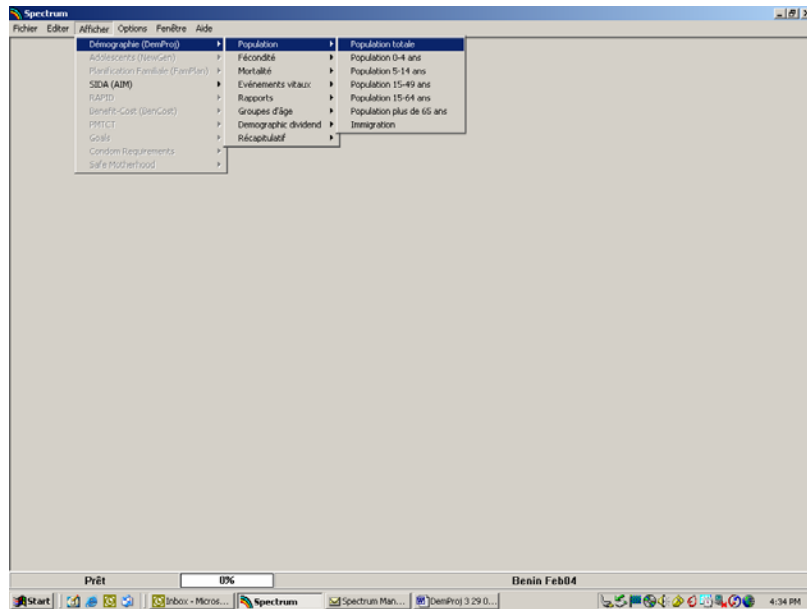 Spectrum
Fichier Editer Afficher Options Fenêtre Aide
Démographie (DemProj)
Adolescents (NewGen)
Planification Familiale (FamPlan)
SIDA (AIM)
RAPID
Benefit-Cost (BenCost)
PMTCT
Goals
Condom Requirements
Safe Motherhood
Population
Fécondité
Mortalité
Evénements vitaux
Rapports
Groupes d'âge
Demographic dividend
Récapitulatif
Population totale
Population 0-4 ans
Population 5-14 ans
Population 15-49 ans
Population 15-64 ans
Population plus de 65 ans
Immigration
Prêt 0% Benin Feb04
Start Inbox - Micros... Spectrum Spectrum Man... DemProj 3 29 0... 4:34 PM